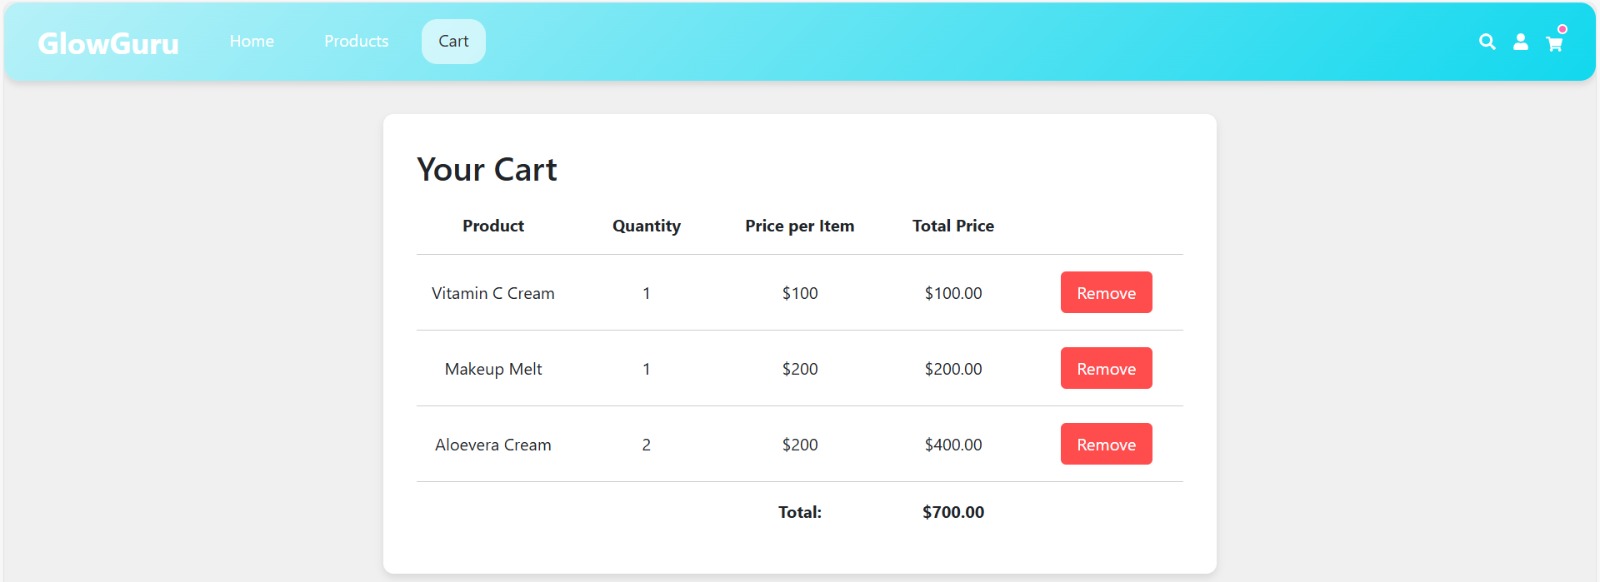 GlowGuru Home Products Cart
Your Cart
Product Quantity Price per Item Total Price
Vitamin C Cream 1 $100 $100.00 Remove
Makeup Melt 1 $200 $200.00 Remove
Aloevera Cream 2 $200 $400.00 Remove
Total: $700.00